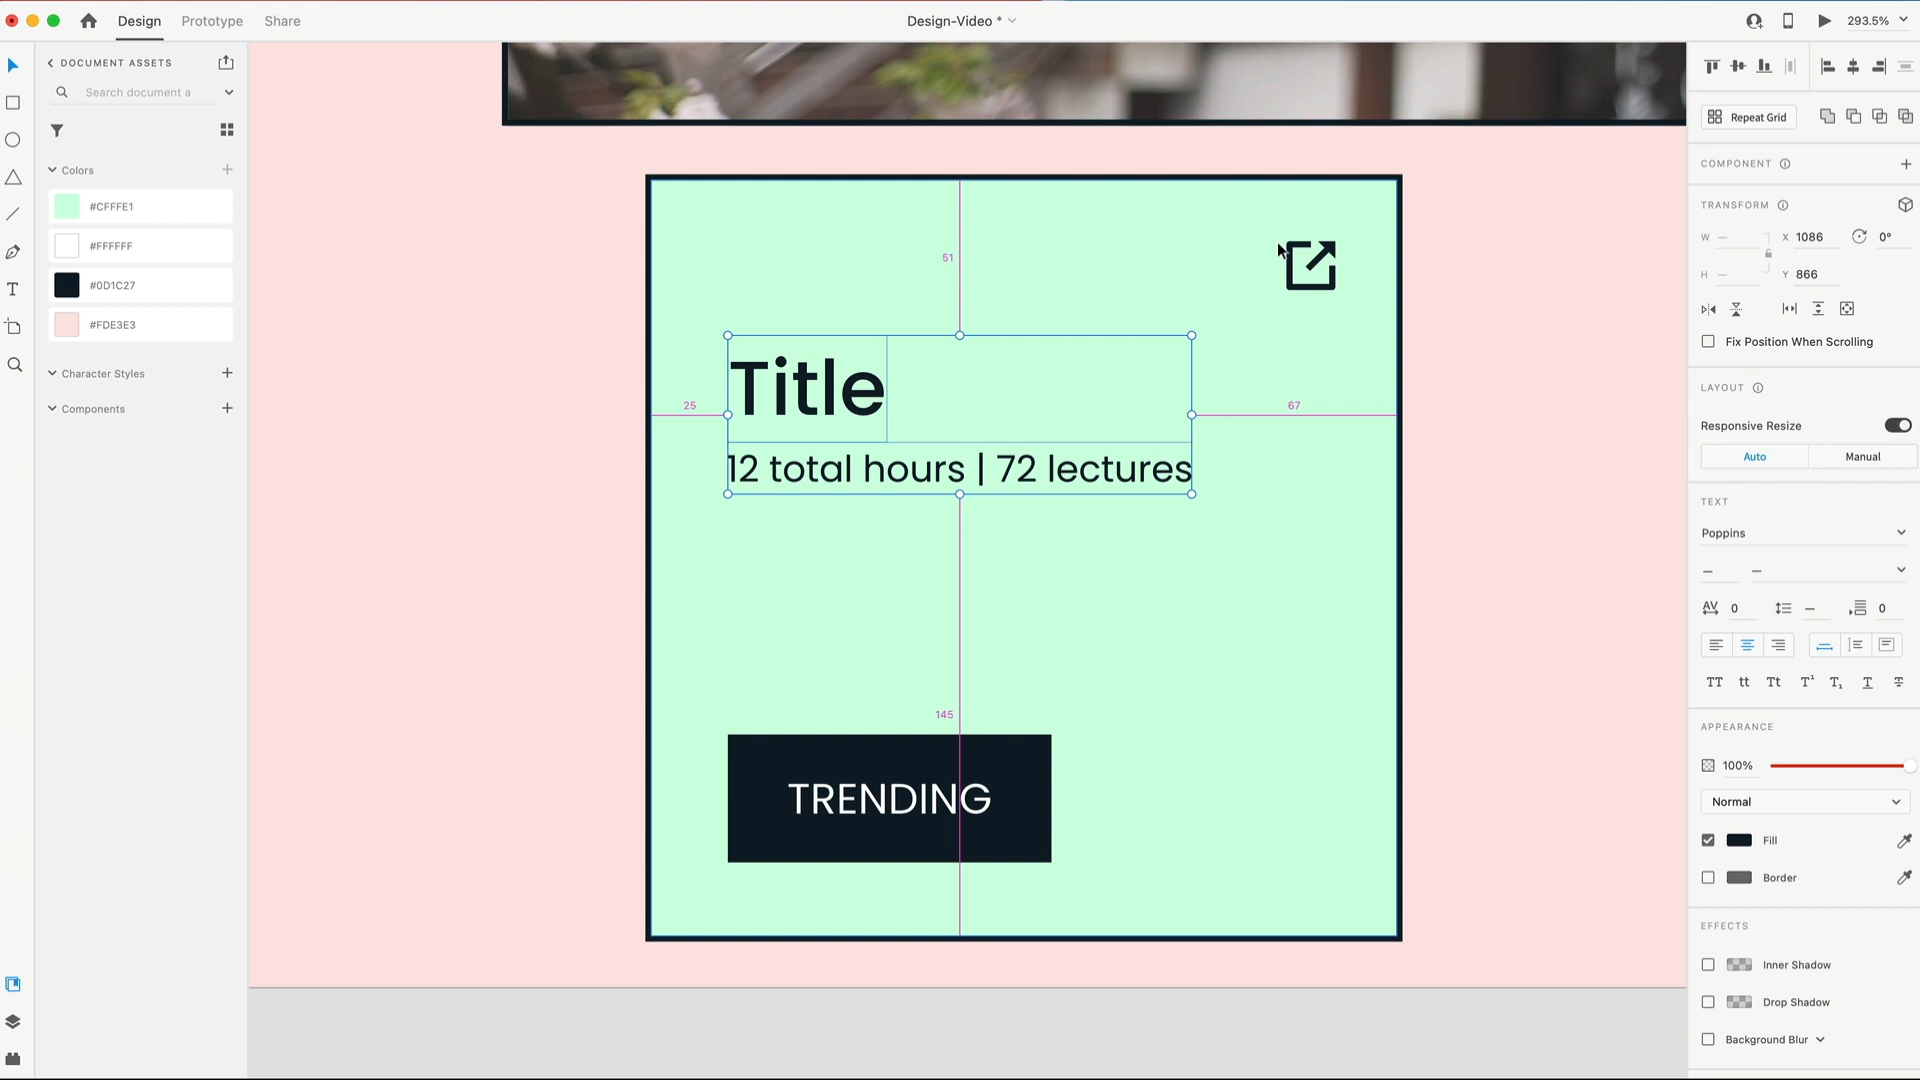 Design
Prototype
Share
Design-Video *
293.5%
DOCUMENT ASSETS
Search document a
Colors
#CFFFE1
#FFFFFF
#0D1C27
#FDE3E3
Character Styles
Components
51
Title
25
67
12 total hours | 72 lectures
145
TRENDING
Repeat Grid
COMPONENT
TRANSFORM
W — X 1086 0°
H — Y 866
Fix Position When Scrolling
LAYOUT
Responsive Resize
Auto Manual
TEXT
Poppins
— —
AV 0 — 0
TT tt Tt T¹ T₁ T T
APPEARANCE
100%
Normal
Fill
Border
EFFECTS
Inner Shadow
Drop Shadow
Background Blur